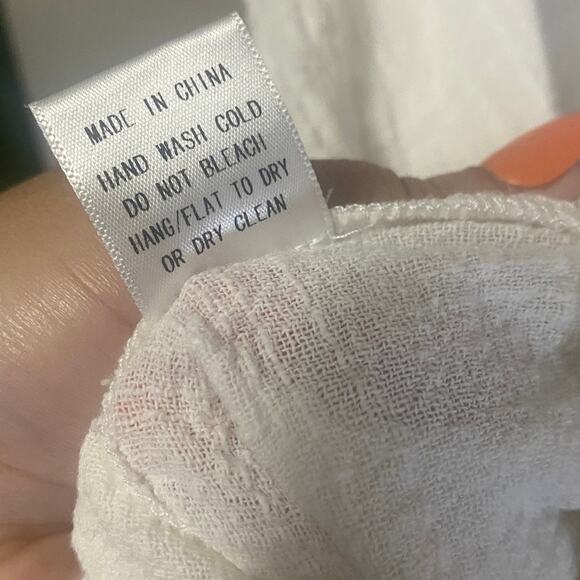 MADE IN CHINA
HAND WASH COLD
DO NOT BLEACH
HANG/FLAT TO DRY
OR DRY CLEAN